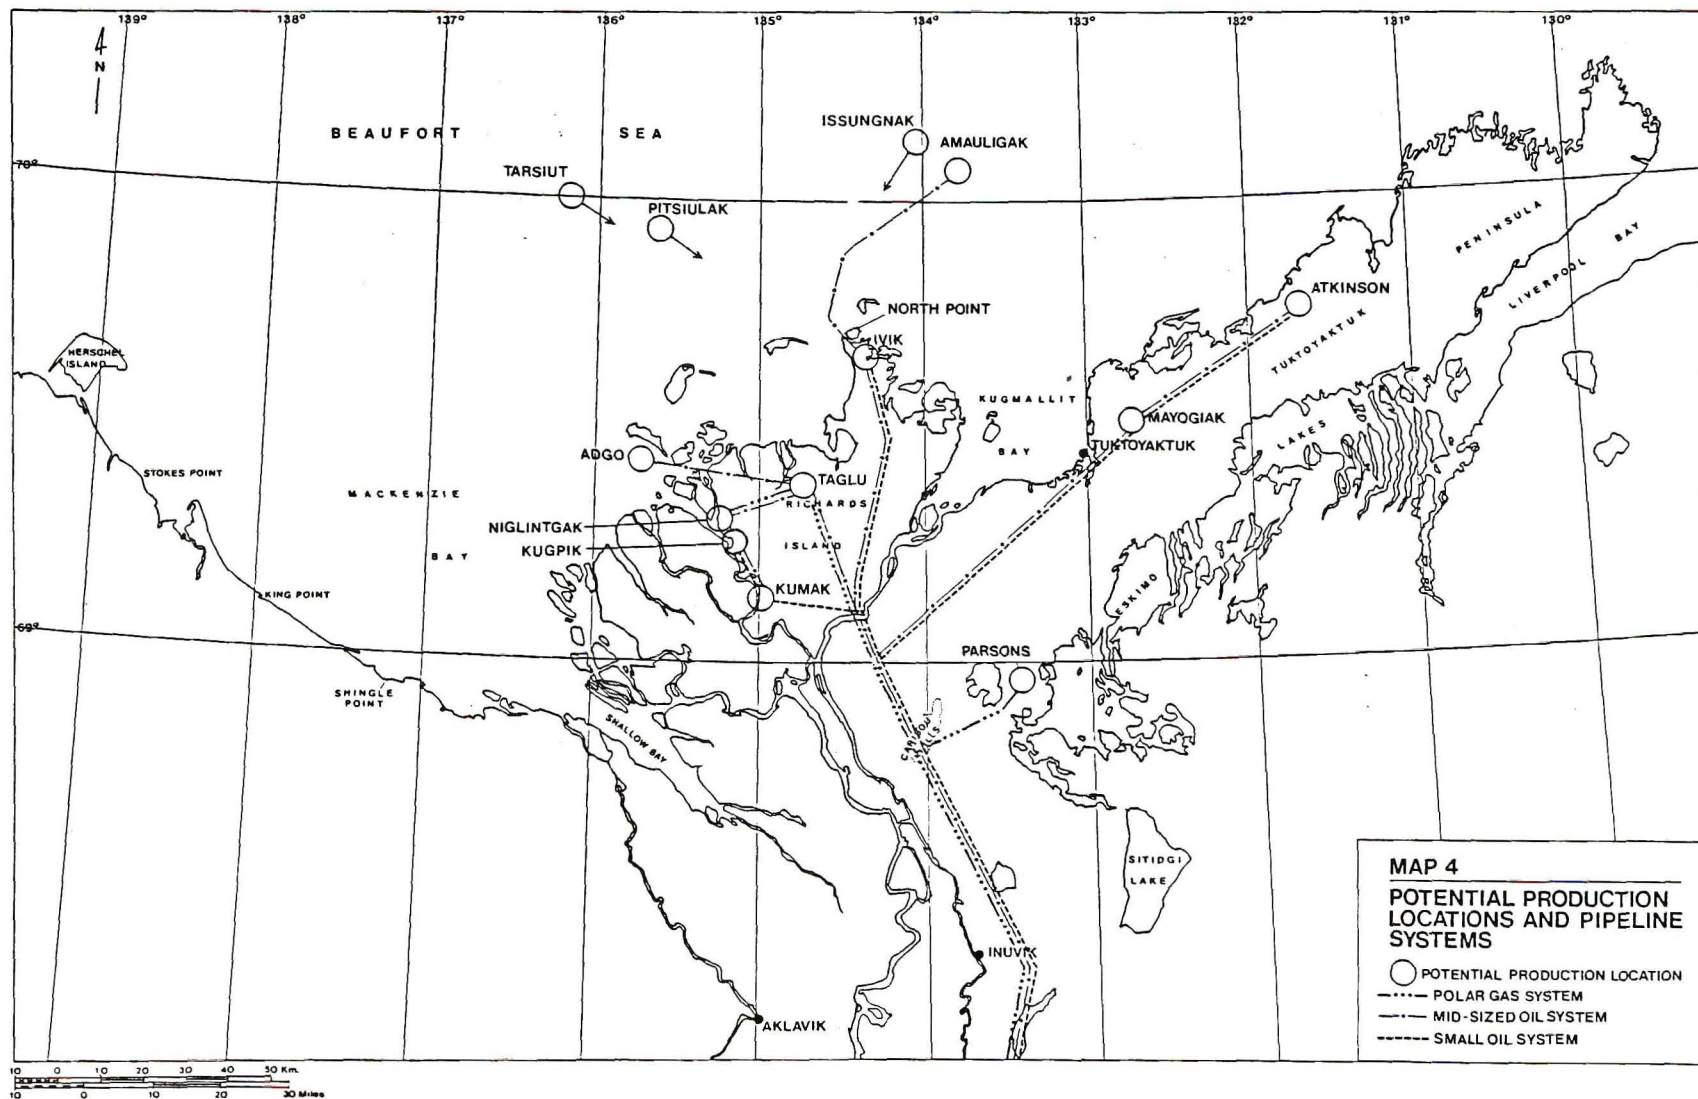 139° 138° 137° 136° 135° 134° 133° 132° 131° 130°
N
BEAUFORT SEA
ISSUNGNAK
AMAULIGAK
70°
TARSIUT
PITSIULAK
PENINSULA
LIVERPOOL BAY
ATKINSON
NORTH POINT
TUKTOYAKTUK
IVIK
HERSCHEL
ISLAND
KUGMALLIT
BAY
MAYOGIAK
TUKTOYAKTUK
LAKES
ADGO
STOKES POINT
TAGLU
MACKENZIE
BAY
RICHARDS
ISLAND
NIGLINTGAK
KUGPIK
KUMAK
KING POINT
ESKIMO
69°
PARSONS
SHINGLE
POINT
SHALLOW BAY
CARIBOU
HILLS
SITIDGI
LAKE
INUVIK
AKLAVIK
MAP 4
POTENTIAL PRODUCTION
LOCATIONS AND PIPELINE
SYSTEMS
POTENTIAL PRODUCTION LOCATION
POLAR GAS SYSTEM
MID-SIZED OIL SYSTEM
SMALL OIL SYSTEM
10 0 10 20 30 40 50 Km.
10 0 10 20 30 Miles